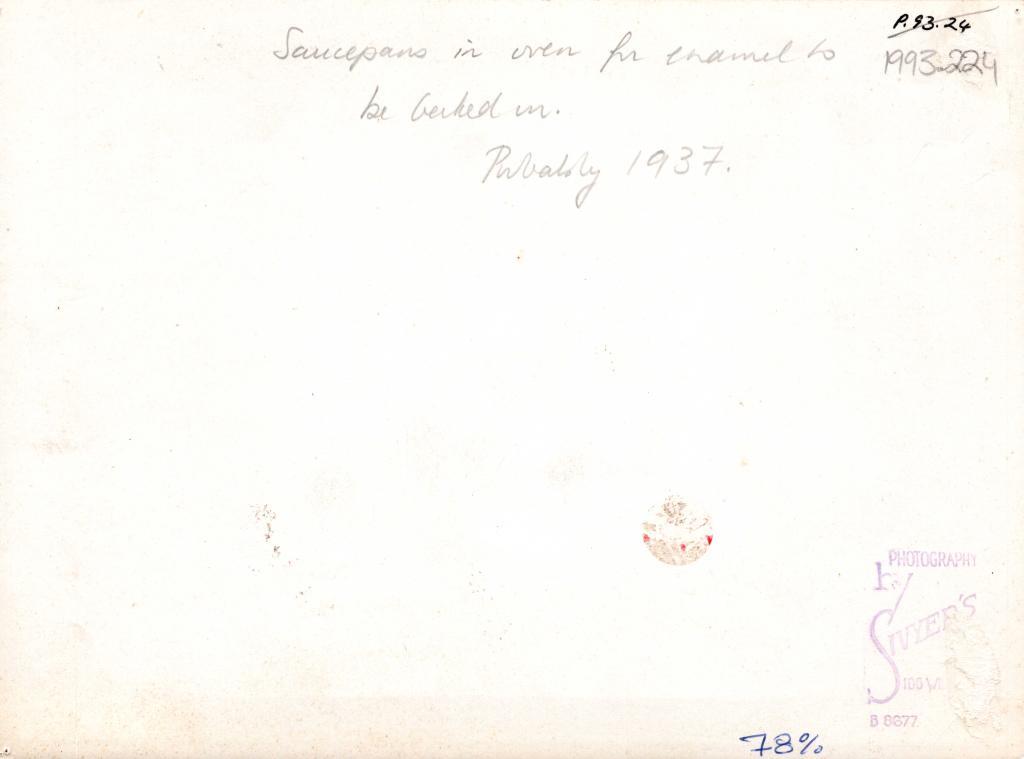 P.93-24
1993-224
Saucepans in oven for enamel to
be baked in.
Probably 1937.
PHOTOGRAPHY
by
SIVYER'S
B 8677
78%